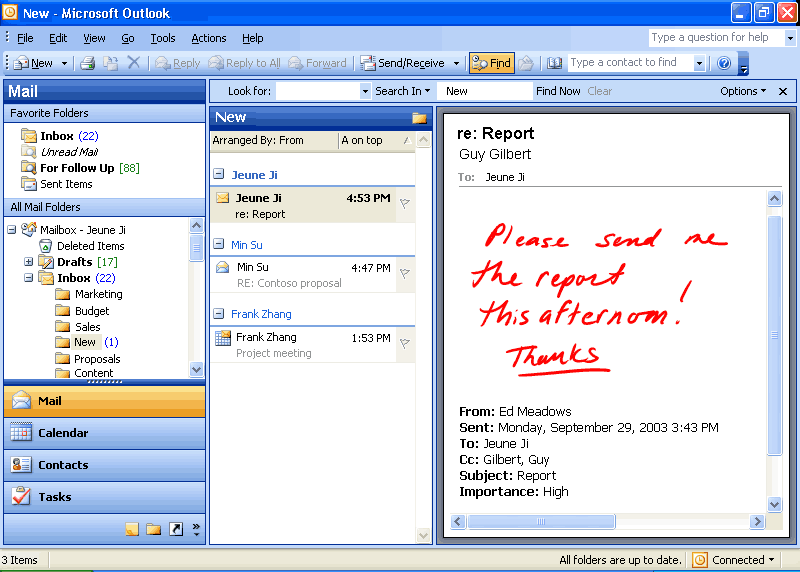 New - Microsoft Outlook
File Edit View Go Tools Actions Help
Type a question for help
New Reply Reply to All Forward Send/Receive Find Type a contact to find
Mail
Look for: Search In New Find Now Clear Options
Favorite Folders
Inbox (22)
Unread Mail
For Follow Up [88]
Sent Items
All Mail Folders
Mailbox - Jeune Ji
Deleted Items
Drafts [17]
Inbox (22)
Marketing
Budget
Sales
New (1)
Proposals
Content
Mail
Calendar
Contacts
Tasks
New
Arranged By: From A on top
Jeune Ji
Jeune Ji 4:53 PM
re: Report
Min Su
Min Su 4:47 PM
RE: Contoso proposal
Frank Zhang
Frank Zhang 1:53 PM
Project meeting
re: Report
Guy Gilbert
To: Jeune Ji
Please send me
the report
this afternoon!
Thanks
From: Ed Meadows
Sent: Monday, September 29, 2003 3:43 PM
To: Jeune Ji
Cc: Gilbert, Guy
Subject: Report
Importance: High
3 Items All folders are up to date. Connected